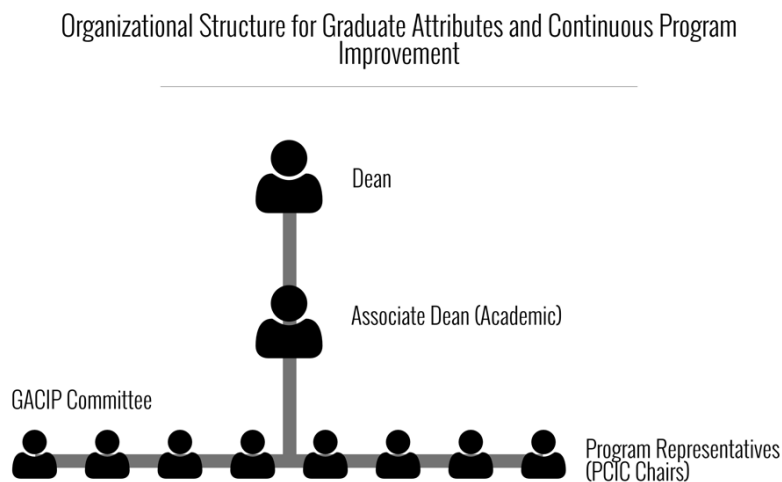 Organizational Structure for Graduate Attributes and Continuous Program
Improvement
Dean
Associate Dean (Academic)
GACIP Committee
Program Representatives
(PCIC Chairs)